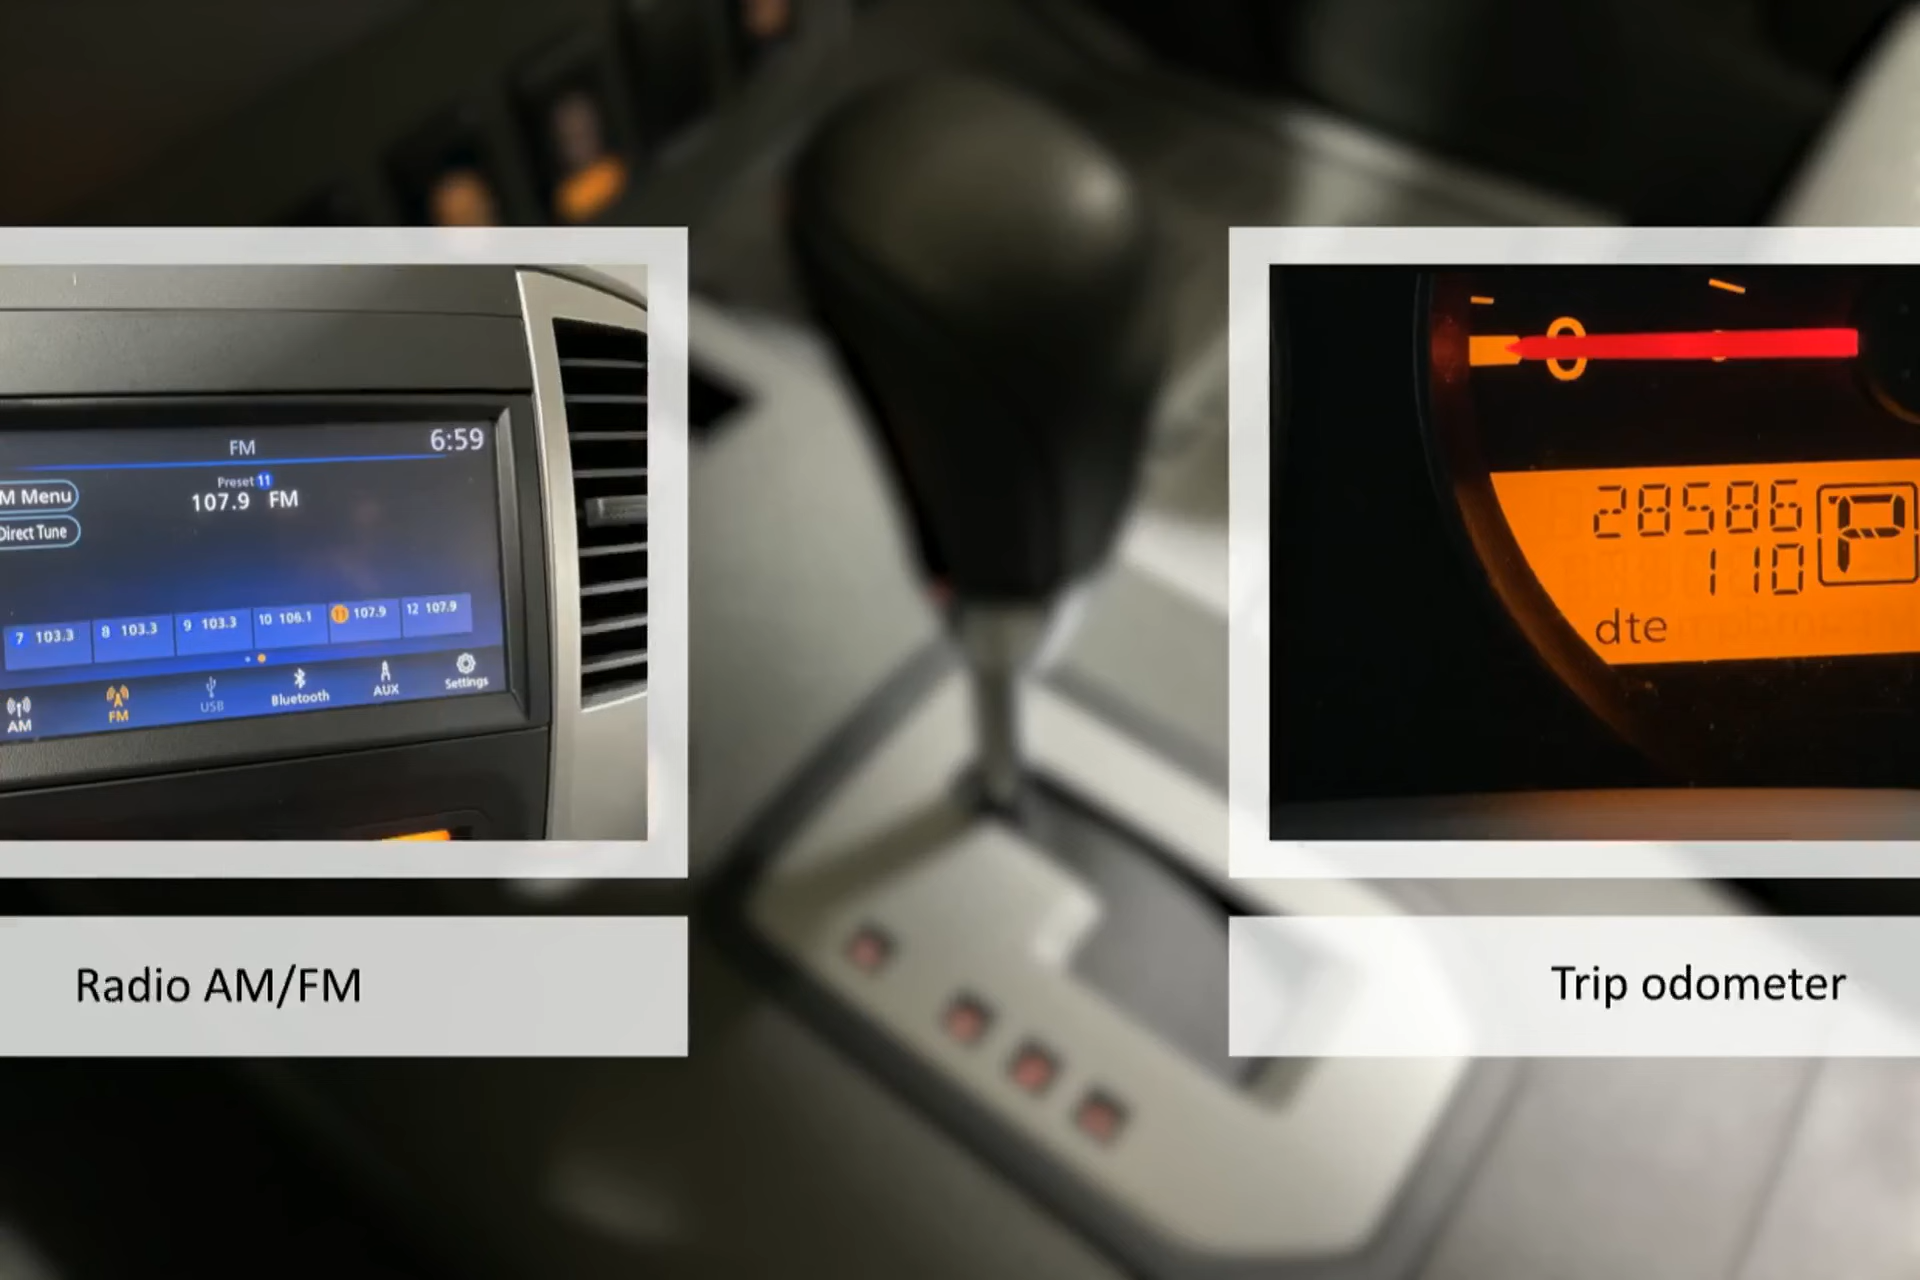 FM
6:59
Preset 11
107.9 FM
M Menu
Direct Tune
7 103.3
8 103.3
9 103.3
10 106.1
11 107.9
12 107.9
AM
FM
USB
Bluetooth
AUX
Settings
Radio AM/FM
0
28586
P
110
dte
Trip odometer